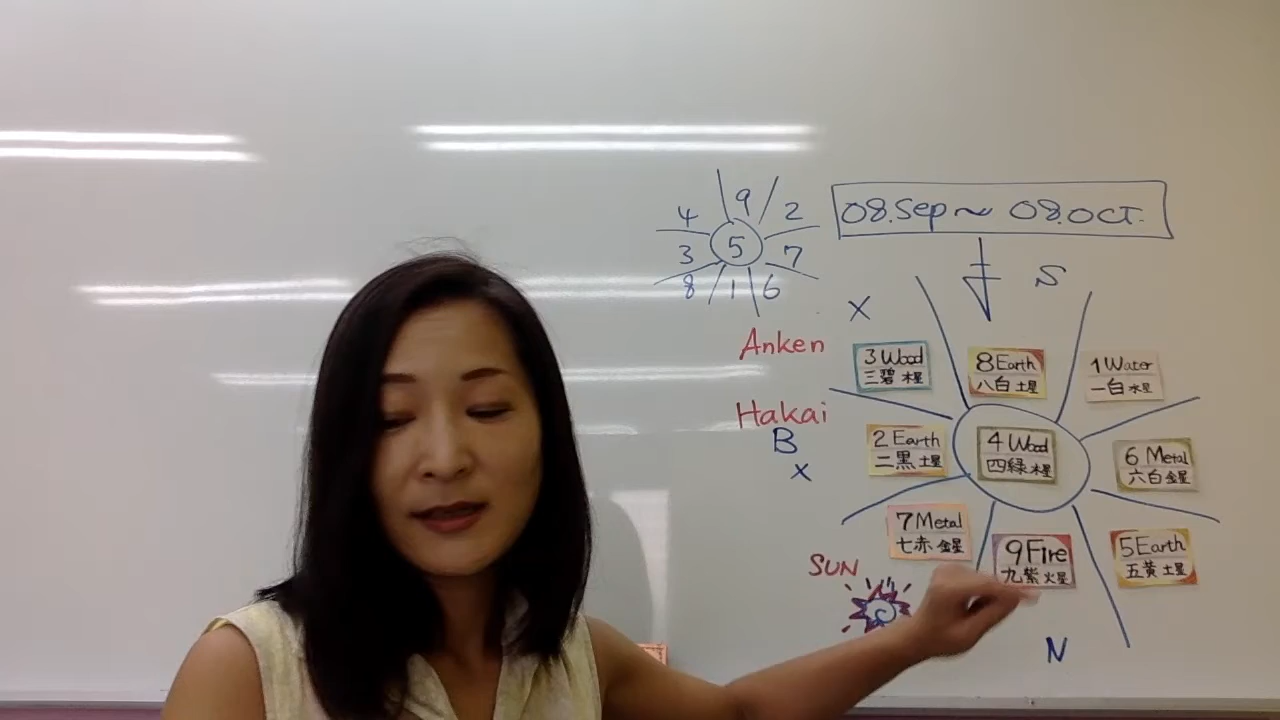 08.Sep～08.OCT.
4 9 2
3 5 7
8 1 6
S
X
Anken
3 Wood
三碧 木星
8 Earth
八白 土星
1 Water
一白 水星
Hakai
B
X
2 Earth
二黒 土星
4 Wood
四緑 木星
6 Metal
六白 金星
7 Metal
七赤 金星
9 Fire
九紫 火星
5 Earth
五黄 土星
SUN
N